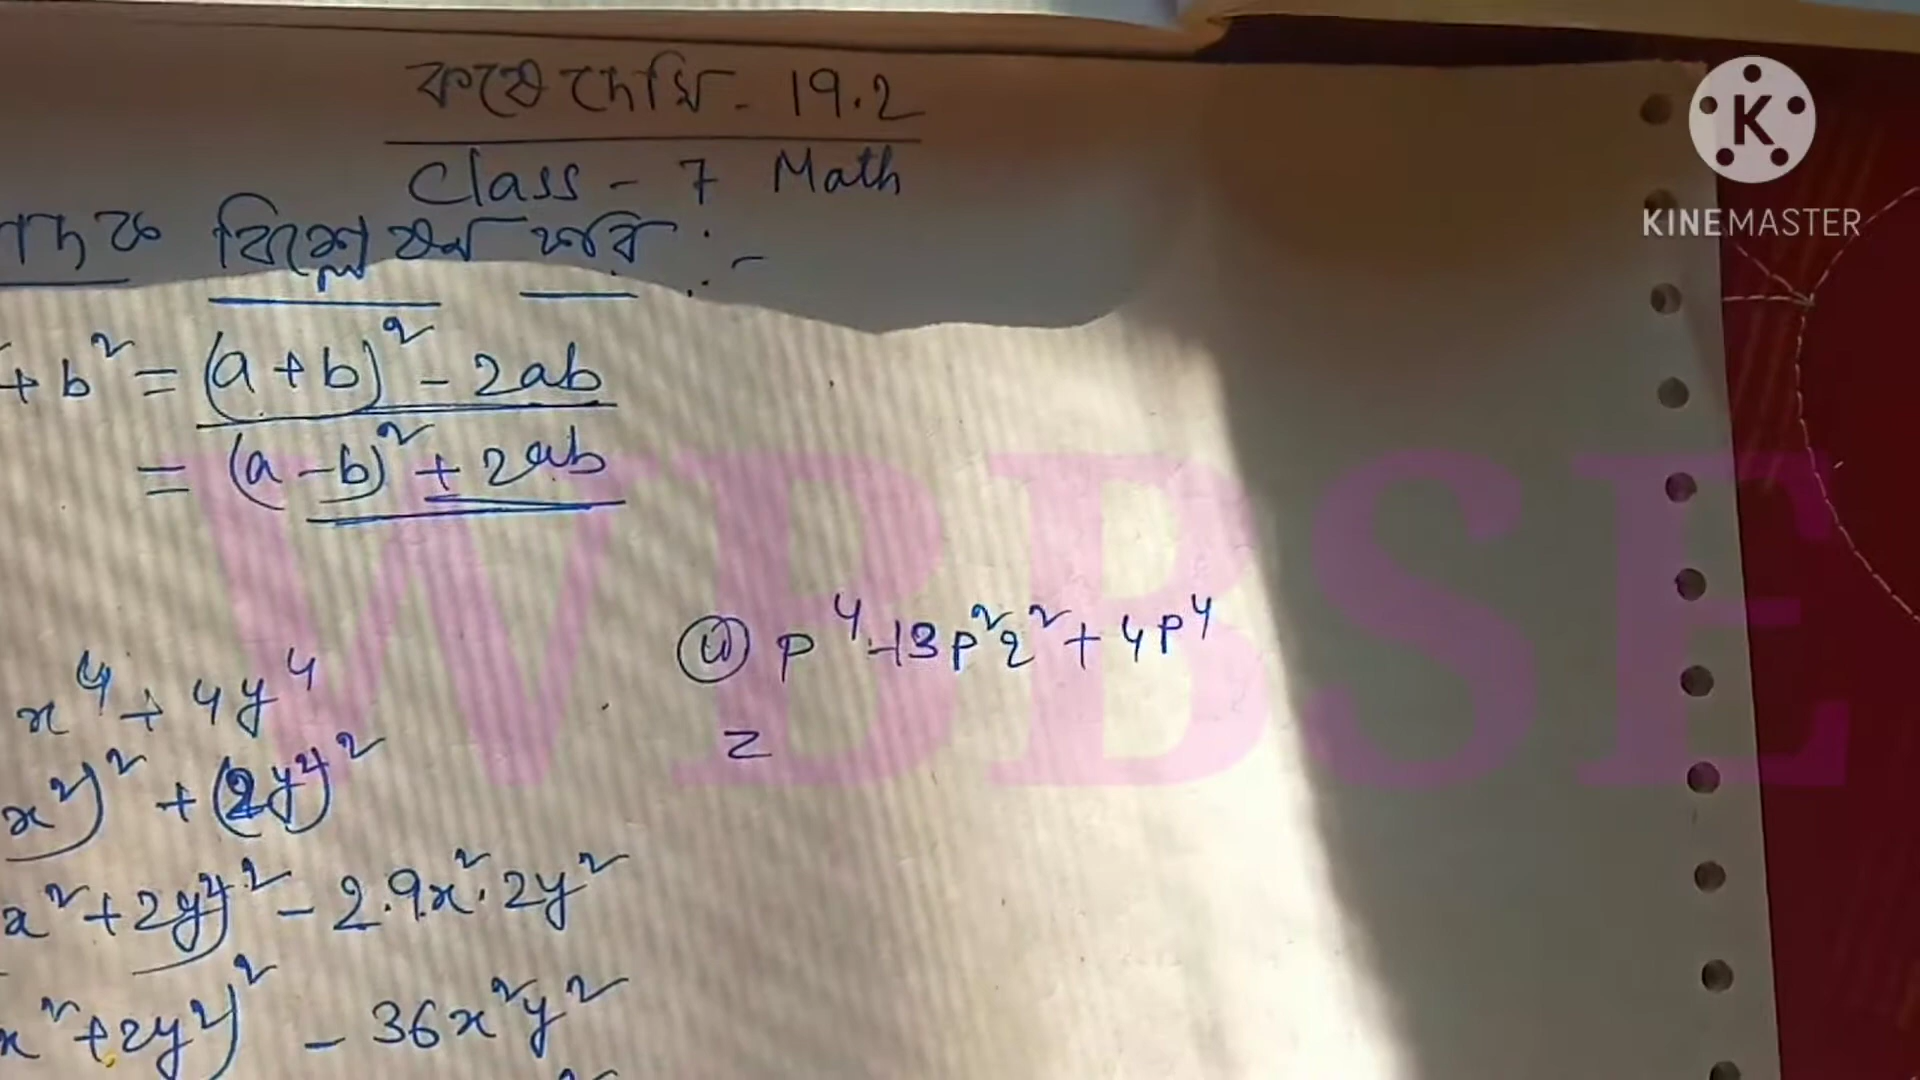 কষে দেখি - 19.2
Class - 7 Math
বিশ্লেষণ করি :-
+ b² = (a + b)² - 2ab
= (a - b)² + 2ab
x⁴ + 4y⁴
x²)² + (2y²)²
x² + 2y²)² - 2.9x².2y²
x² + 2y²)² - 36x²y²
(ii) p⁴ - 13p²q² + 4p⁴
=
K
KINEMASTER
WBBSE